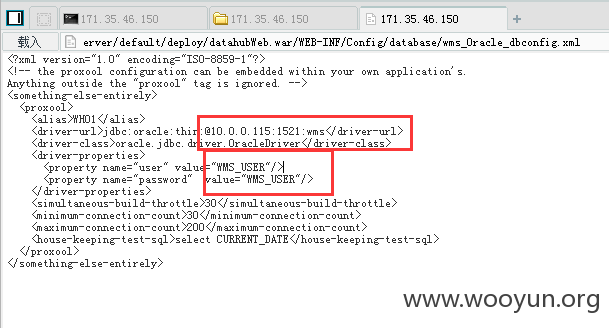 171.35.46.150
171.35.46.150
171.35.46.150
載入
erver/default/deploy/datahubWeb.war/WEB-INF/Config/database/wms_Oracle_dbconfig.xml
<?xml version="1.0" encoding="ISO-8859-1"?>
<!-- the proxool configuration can be embedded within your own application's.
Anything outside the "proxool" tag is ignored. -->
<something-else-entirely>
<proxool>
<alias>WH01</alias>
<driver-url>jdbc:oracle:thin:@10.0.0.115:1521:wms</driver-url>
<driver-class>oracle.jdbc.driver.OracleDriver</driver-class>
<driver-properties>
<property name="user" value="WMS_USER"/>
<property name="password" value="WMS_USER"/>
</driver-properties>
<simultaneous-build-throttle>30</simultaneous-build-throttle>
<minimum-connection-count>30</minimum-connection-count>
<maximum-connection-count>200</maximum-connection-count>
<house-keeping-test-sql>select CURRENT_DATE</house-keeping-test-sql>
</proxool>
</something-else-entirely>
www.wooyun.org